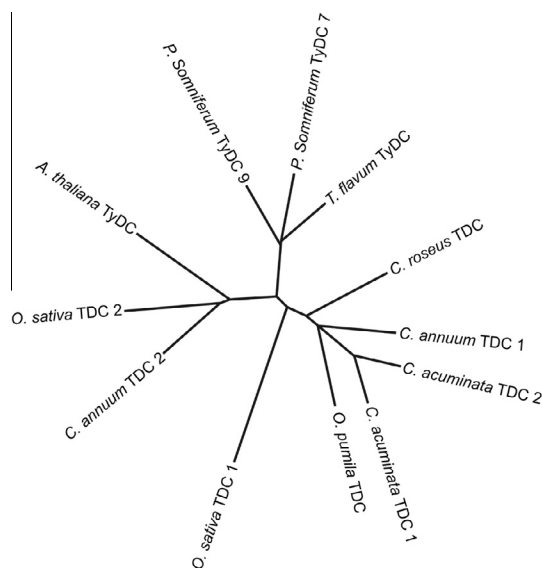 P. Somniferum TyDC 7
P. Somniferum TyDC 9
T. flavum TyDC
A. thaliana TyDC
C. roseus TDC
O. sativa TDC 2
C. annuum TDC 1
C. acuminata TDC 2
C. annuum TDC 2
O. pumila TDC
C. acuminata TDC 1
O. sativa TDC 1